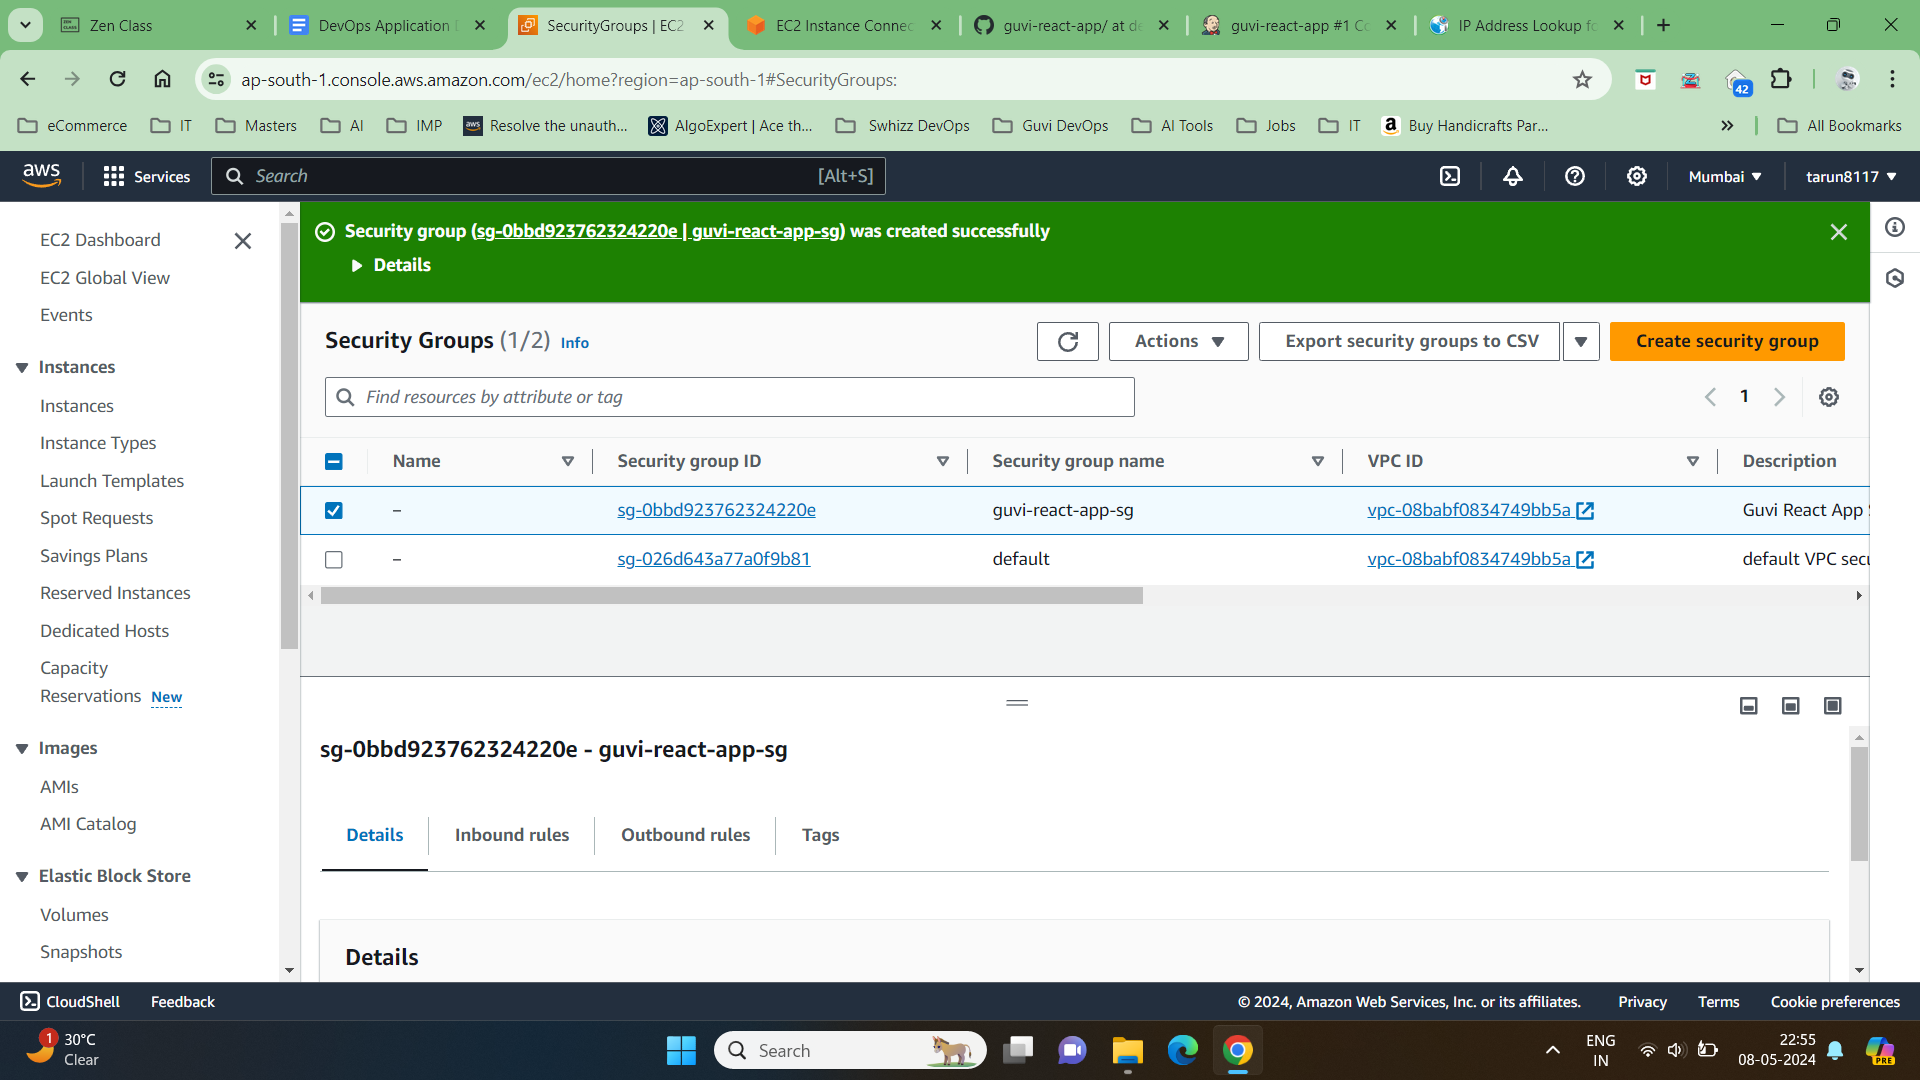 Zen Class
DevOps Application D
SecurityGroups | EC2
EC2 Instance Connec
guvi-react-app/ at de
guvi-react-app #1 Co
IP Address Lookup fo
ap-south-1.console.aws.amazon.com/ec2/home?region=ap-south-1#SecurityGroups:
42
eCommerce
IT
Masters
AI
IMP
aws
Resolve the unauth...
AlgoExpert | Ace th...
Swhizz DevOps
Guvi DevOps
AI Tools
Jobs
IT
Buy Handicrafts Par...
All Bookmarks
aws
Services
Search
[Alt+S]
Mumbai
tarun8117
EC2 Dashboard
EC2 Global View
Events
Instances
Instances
Instance Types
Launch Templates
Spot Requests
Savings Plans
Reserved Instances
Dedicated Hosts
Capacity
Reservations New
Images
AMIs
AMI Catalog
Elastic Block Store
Volumes
Snapshots
Security group (sg-0bbd923762324220e | guvi-react-app-sg) was created successfully
Details
Security Groups (1/2) Info
Actions
Export security groups to CSV
Create security group
Find resources by attribute or tag
1
Name Security group ID Security group name VPC ID Description
– sg-0bbd923762324220e guvi-react-app-sg vpc-08babf0834749bb5a Guvi React App
– sg-026d643a77a0f9b81 default vpc-08babf0834749bb5a default VPC secu
sg-0bbd923762324220e - guvi-react-app-sg
Details
Inbound rules
Outbound rules
Tags
Details
CloudShell
Feedback
© 2024, Amazon Web Services, Inc. or its affiliates.
Privacy
Terms
Cookie preferences
1
30°C
Clear
Search
ENG
IN
22:55
08-05-2024
PRE